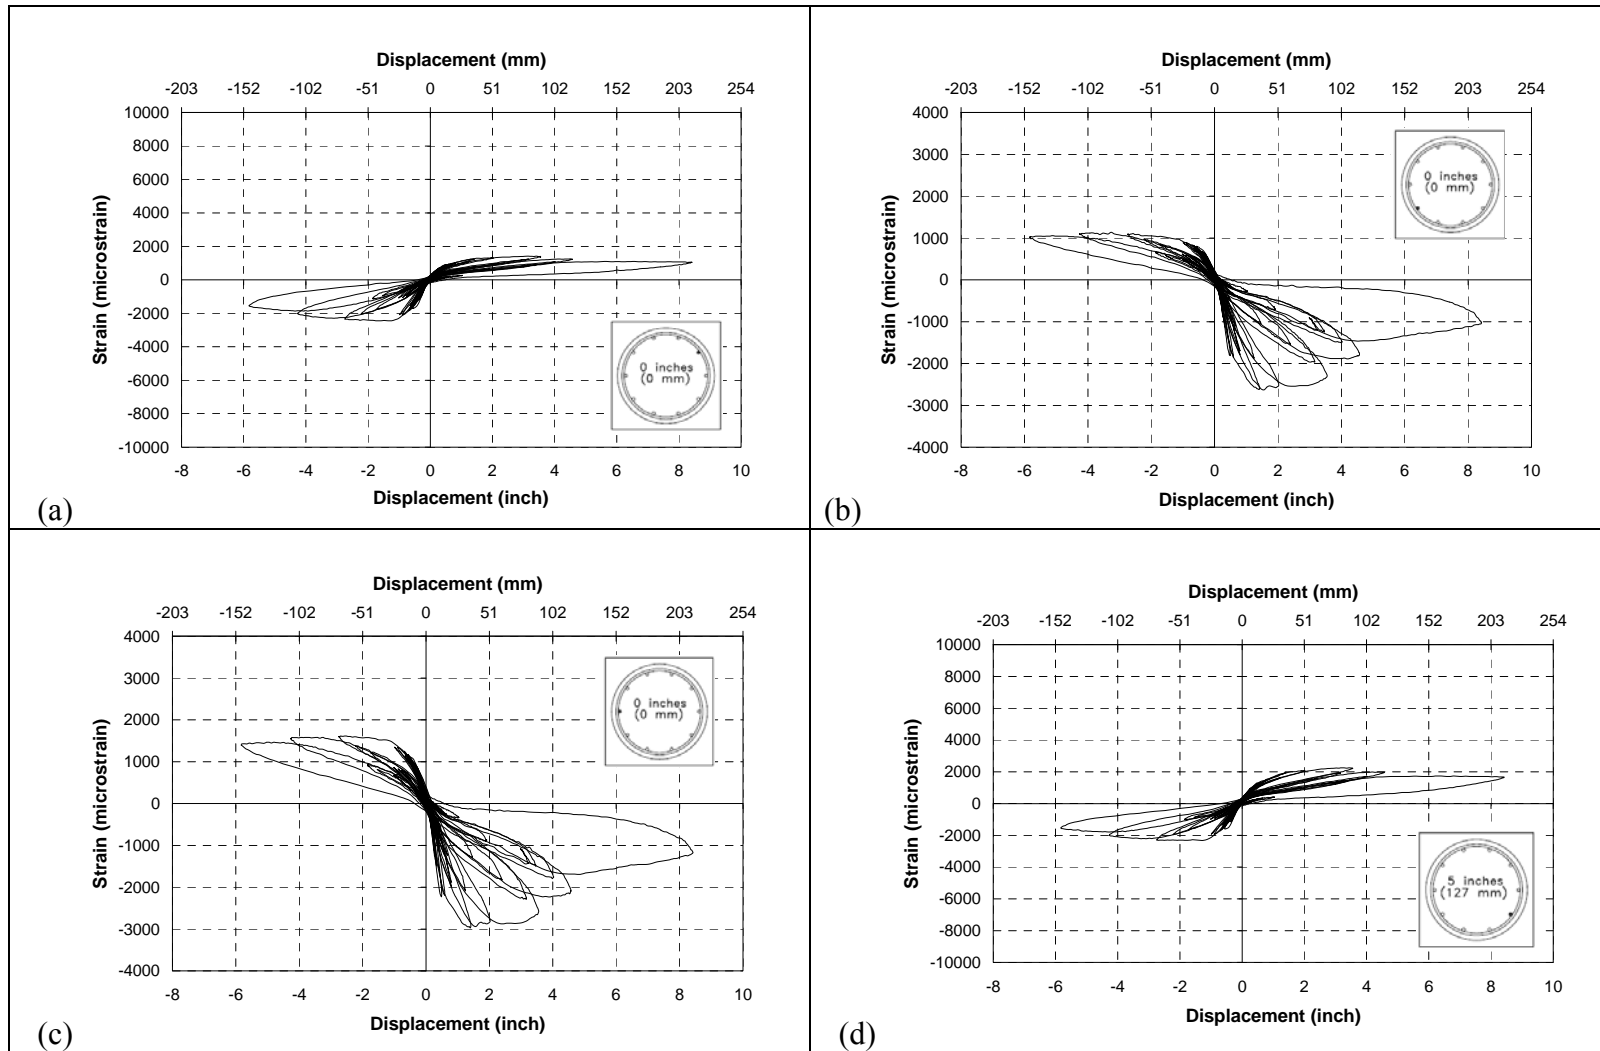 Displacement (mm)
-203 -152 -102 -51 0 51 102 152 203 254
10000
8000
6000
4000
2000
0
-2000
-4000
-6000
-8000
-10000
Strain (microstrain)
0 inches
(0 mm)
-8 -6 -4 -2 0 2 4 6 8 10
Displacement (inch)
(a)
Displacement (mm)
-203 -152 -102 -51 0 51 102 152 203 254
4000
3000
2000
1000
0
-1000
-2000
-3000
-4000
Strain (microstrain)
0 inches
(0 mm)
-8 -6 -4 -2 0 2 4 6 8 10
Displacement (inch)
(b)
Displacement (mm)
-203 -152 -102 -51 0 51 102 152 203 254
4000
3000
2000
1000
0
-1000
-2000
-3000
-4000
Strain (microstrain)
0 inches
(0 mm)
-8 -6 -4 -2 0 2 4 6 8 10
Displacement (inch)
(c)
Displacement (mm)
-203 -152 -102 -51 0 51 102 152 203 254
10000
8000
6000
4000
2000
0
-2000
-4000
-6000
-8000
-10000
Strain (microstrain)
5 inches
(127 mm)
-8 -6 -4 -2 0 2 4 6 8 10
Displacement (inch)
(d)